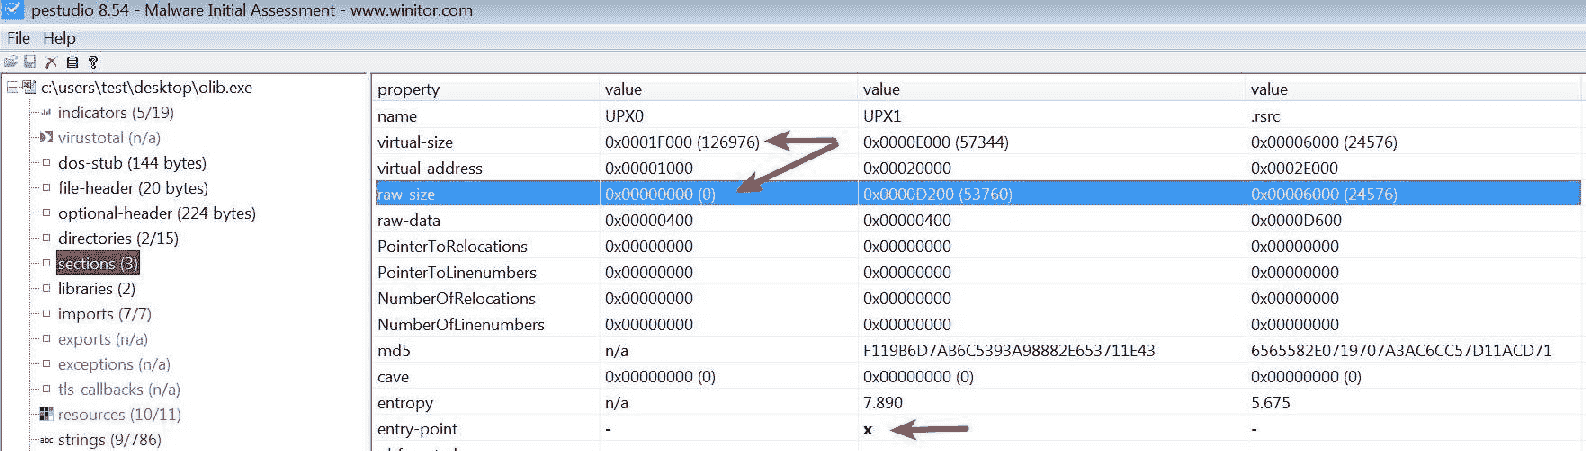 pestudio 8.54 - Malware Initial Assessment - www.winitor.com
File Help
c:\users\test\desktop\olib.exe
indicators (5/19)
virustotal (n/a)
dos-stub (144 bytes)
file-header (20 bytes)
optional-header (224 bytes)
directories (2/15)
sections (3)
libraries (2)
imports (7/7)
exports (n/a)
exceptions (n/a)
tls-callbacks (n/a)
resources (10/11)
abc strings (9/786)
property value value value
name UPX0 UPX1 .rsrc
virtual-size 0x0001F000 (126976) 0x0000E000 (57344) 0x00006000 (24576)
virtual-address 0x00001000 0x00020000 0x0002E000
raw-size 0x00000000 (0) 0x0000D200 (53760) 0x00006000 (24576)
raw-data 0x00000400 0x00000400 0x0000D600
PointerToRelocations 0x00000000 0x00000000 0x00000000
PointerToLinenumbers 0x00000000 0x00000000 0x00000000
NumberOfRelocations 0x00000000 0x00000000 0x00000000
NumberOfLinenumbers 0x00000000 0x00000000 0x00000000
md5 n/a F119B6D7AB6C5393A98882E653711E43 6565582E0719707A3AC6CC57D11ACD71
cave 0x00000000 (0) 0x00000000 (0) 0x00000000 (0)
entropy n/a 7.890 5.675
entry-point - x -